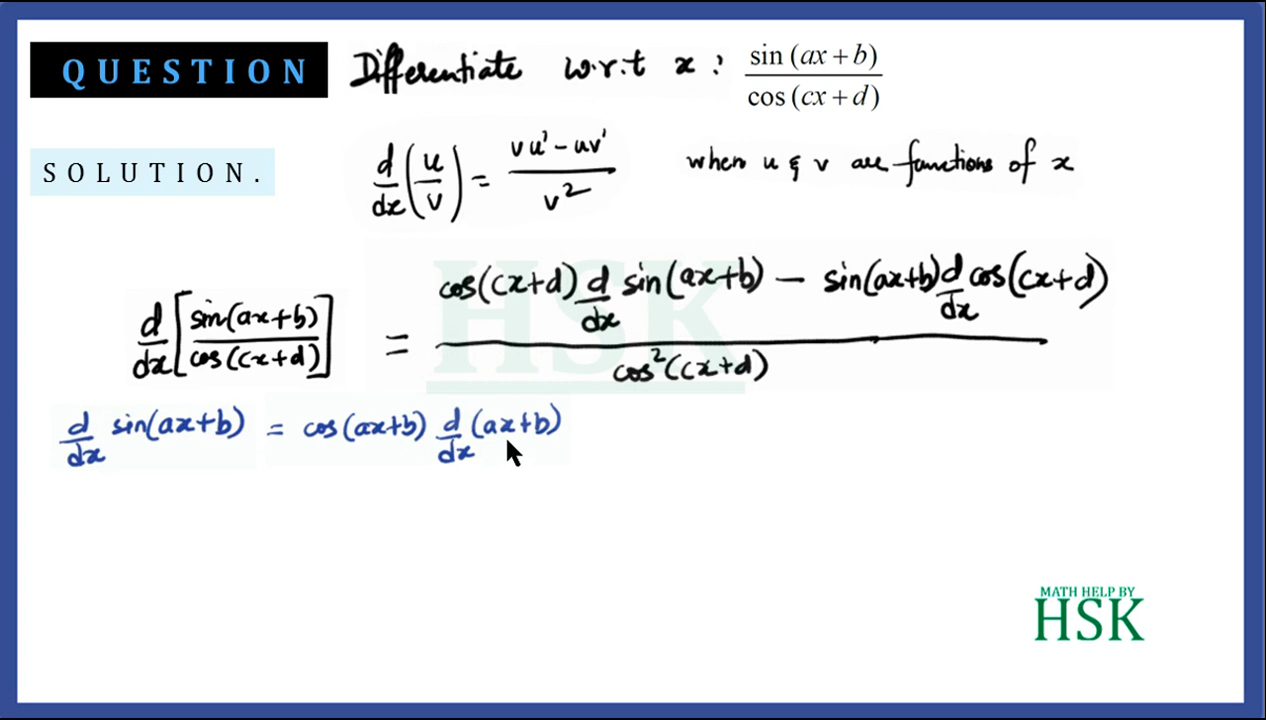 QUESTION
Differentiate w.r.t x : sin (ax + b) / cos (cx + d)
SOLUTION.
d/dx (u/v) = (vu' - uv') / v² when u & v are functions of x
d/dx [sin(ax+b) / cos(cx+d)] = (cos(cx+d) d/dx sin(ax+b) - sin(ax+b) d/dx cos(cx+d)) / cos²(cx+d)
d/dx sin(ax+b) = cos(ax+b) d/dx (ax+b)
HSK
MATH HELP BY
HSK